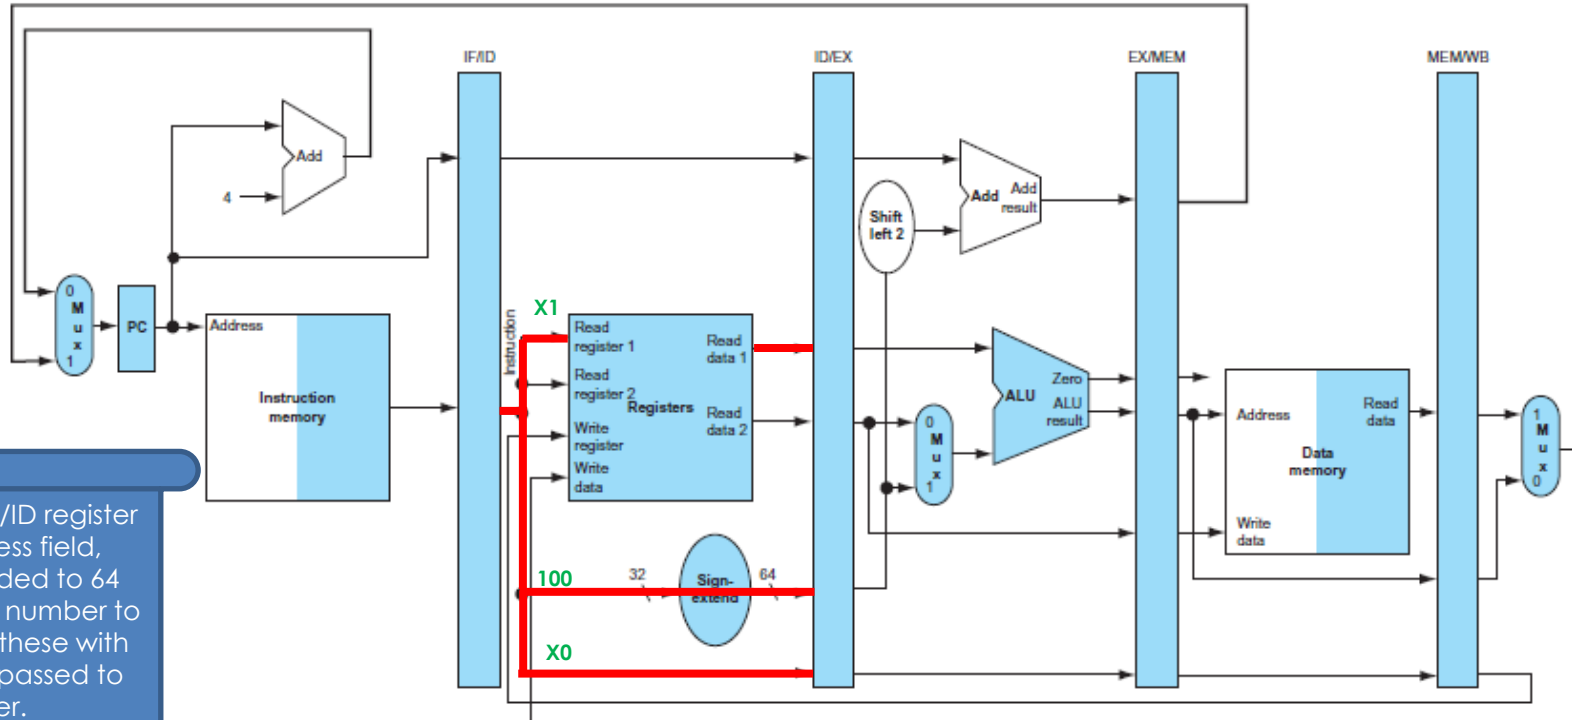 IF/ID
ID/EX
EX/MEM
MEM/WB
Add
4
Add
Add
result
Shift
left 2
0
M
u
x
1
PC
Address
Instruction
memory
Instruction
X1
Read
register 1
Read
register 2
Write
register
Write
data
Registers
Read
data 1
Read
data 2
0
M
u
x
1
ALU
Zero
ALU
result
Address
Read
data
Data
memory
Write
data
1
M
u
x
0
100
32
Sign-
extend
64
X0
/ID register
ess field,
ded to 64
number to
these with
passed to
er.